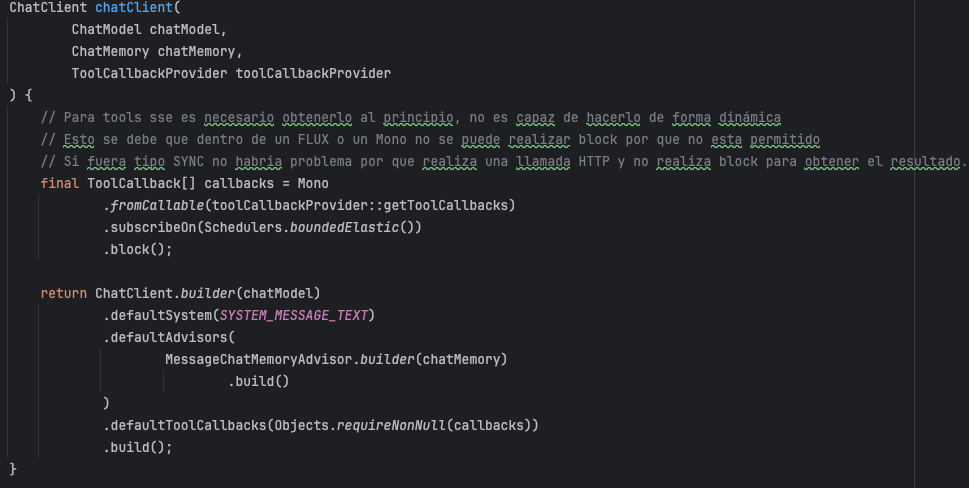 ChatClient chatClient(
ChatModel chatModel,
ChatMemory chatMemory,
ToolCallbackProvider toolCallbackProvider
) {
// Para tools sse es necesario obtenerlo al principio, no es capaz de hacerlo de forma dinámica
// Esto se debe que dentro de un FLUX o un Mono no se puede realizar block por que no esta permitido
// Si fuera tipo SYNC no habria problema por que realiza una llamada HTTP y no realiza block para obtener el resultado.
final ToolCallback[] callbacks = Mono
.fromCallable(toolCallbackProvider::getToolCallbacks)
.subscribeOn(Schedulers.boundedElastic())
.block();
return ChatClient.builder(chatModel)
.defaultSystem(SYSTEM_MESSAGE_TEXT)
.defaultAdvisors(
MessageChatMemoryAdvisor.builder(chatMemory)
.build()
)
.defaultToolCallbacks(Objects.requireNonNull(callbacks))
.build();
}